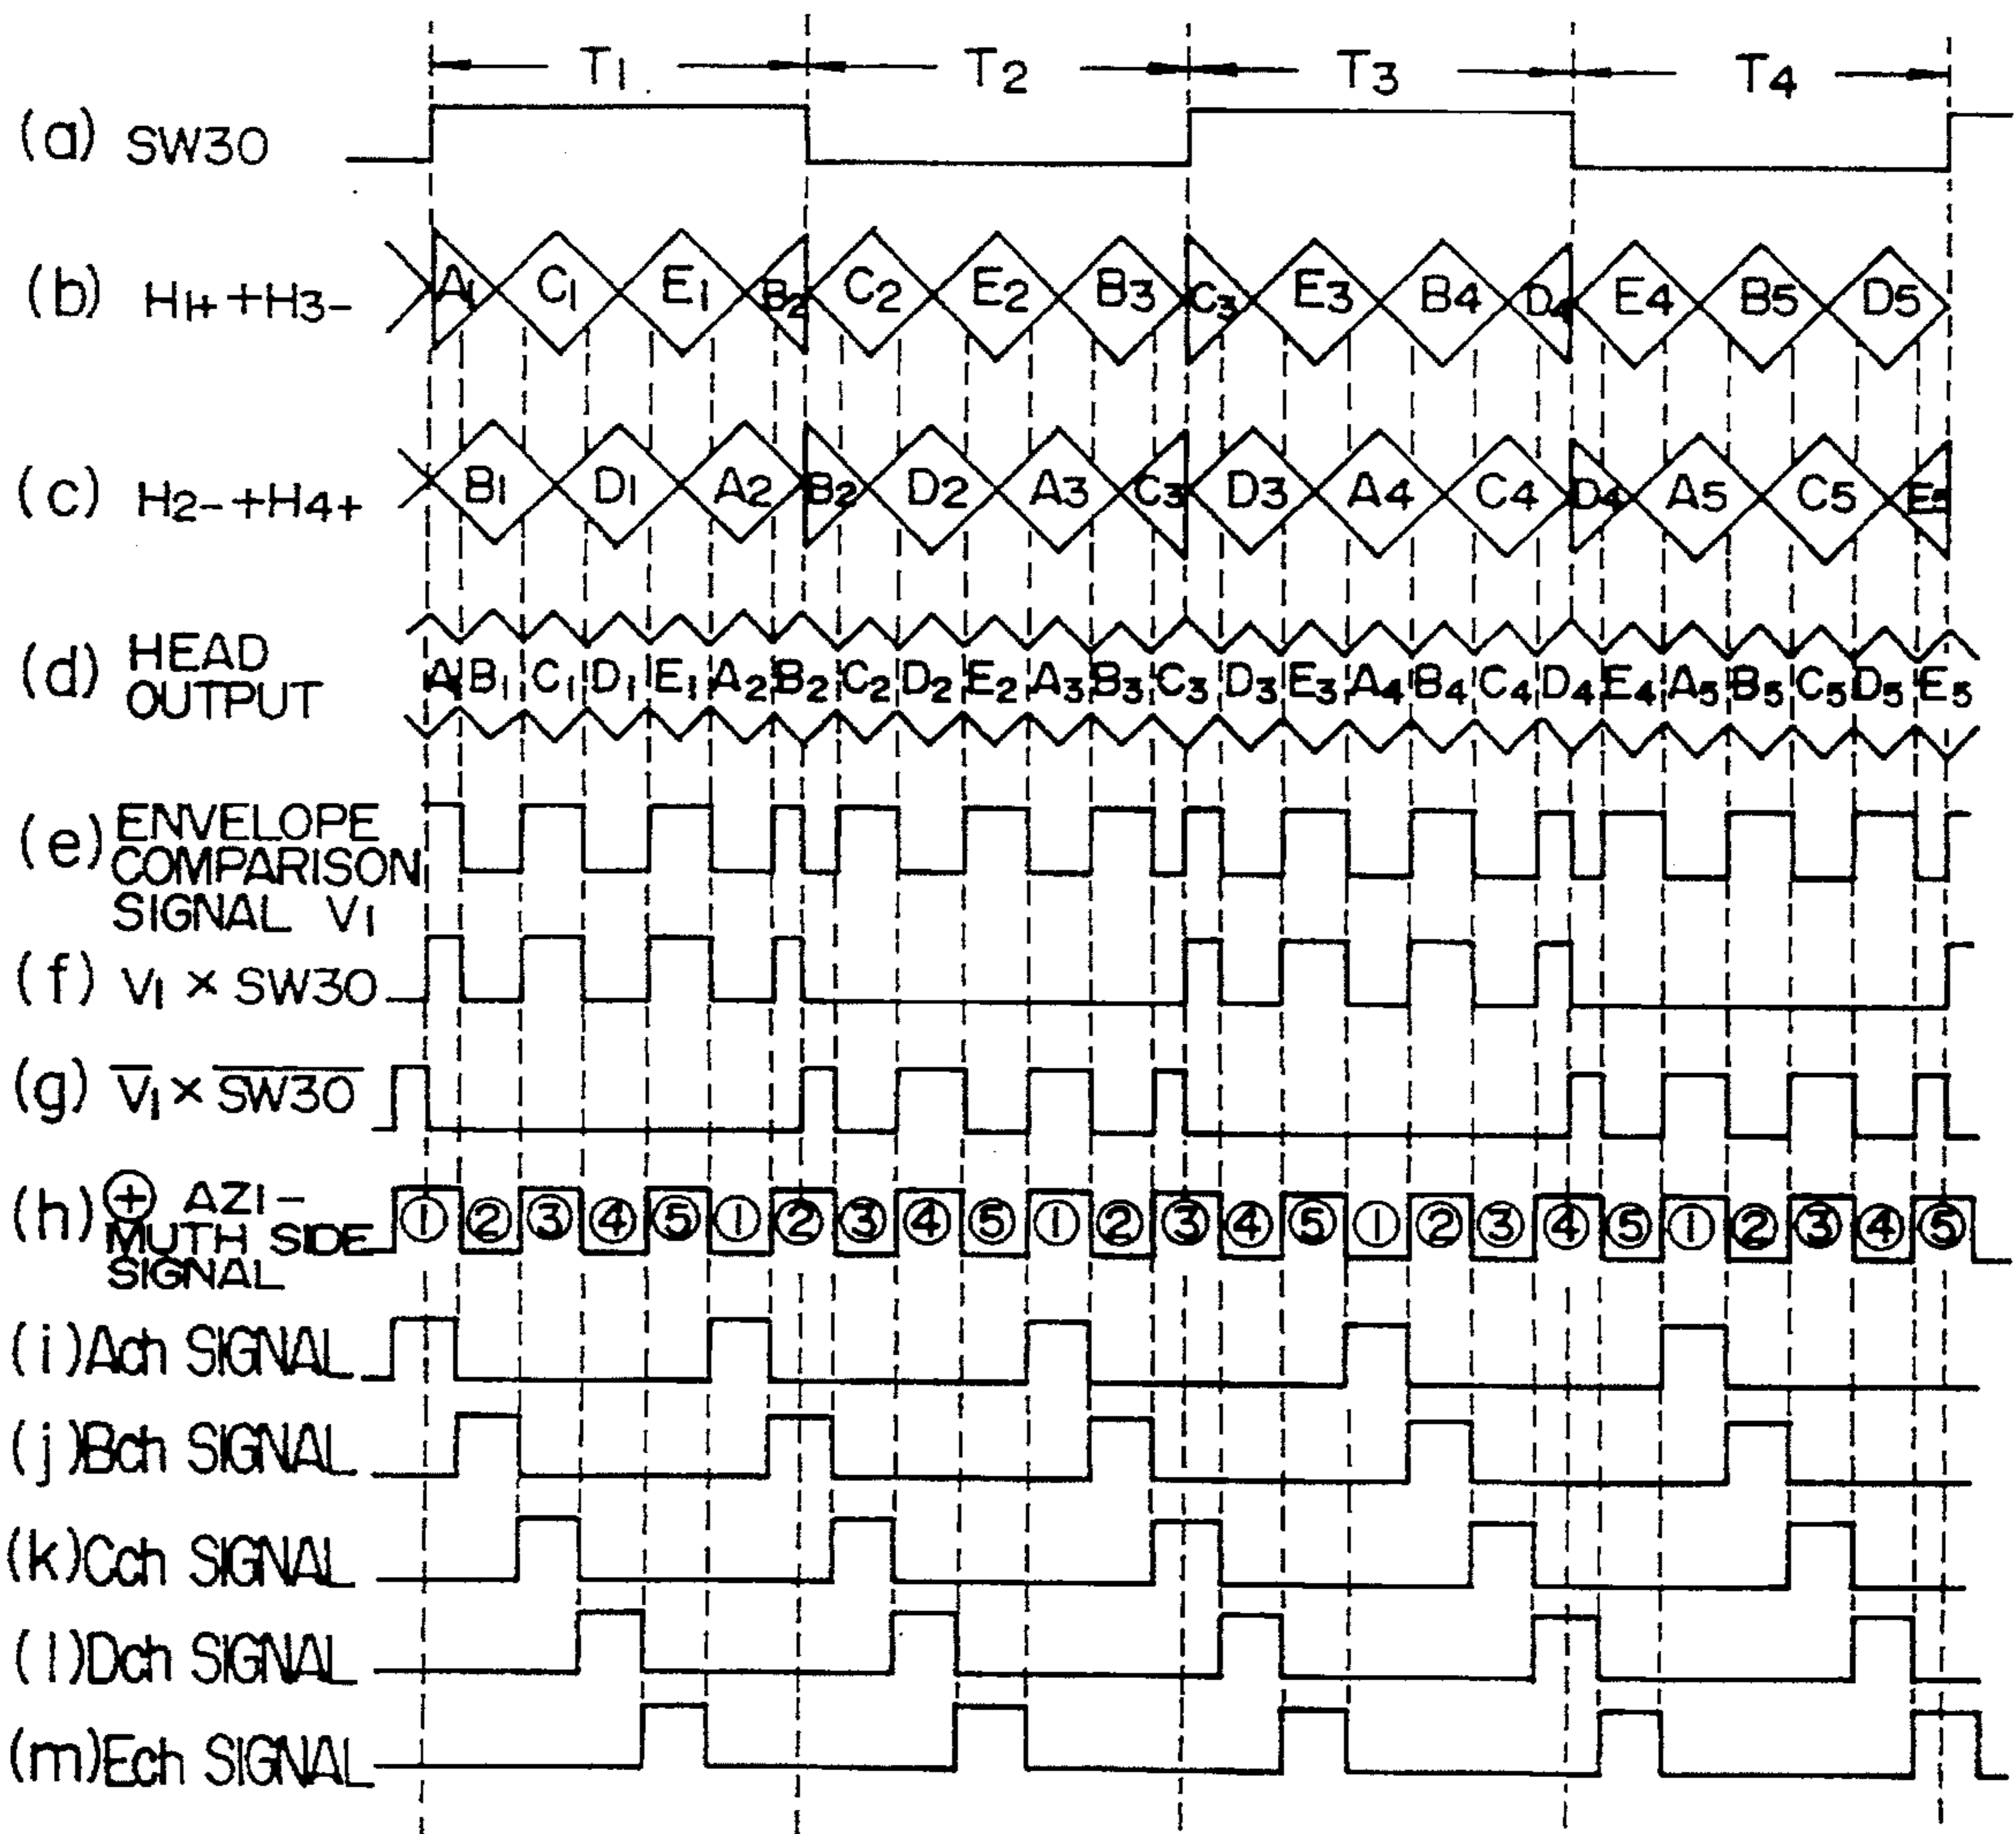 T1 T2 T3 T4
(a) SW30
(b) H1+ +H3- A1 C1 E1 B2 C2 E2 B3 C3 E3 B4 D4 E4 B5 D5
(c) H2- +H4+ B1 D1 A2 B2 D2 A3 C3 D3 A4 C4 D4 A5 C5 E5
(d) HEAD
OUTPUT
A1 B1 C1 D1 E1 A2 B2 C2 D2 E2 A3 B3 C3 D3 E3 A4 B4 C4 D4 E4 A5 B5 C5 D5 E5
(e) ENVELOPE
COMPARISON
SIGNAL V1
(f) V1 × SW30
(g) V̅1 × S̅W̅3̅0̅
(h) ⊕ AZI-
MUTH SIDE
SIGNAL
① ② ③ ④ ⑤ ① ② ③ ④ ⑤ ① ② ③ ④ ⑤ ① ② ③ ④ ⑤ ① ② ③ ④ ⑤
(i) Ach SIGNAL
(j) Bch SIGNAL
(k) Cch SIGNAL
(l) Dch SIGNAL
(m) Ech SIGNAL